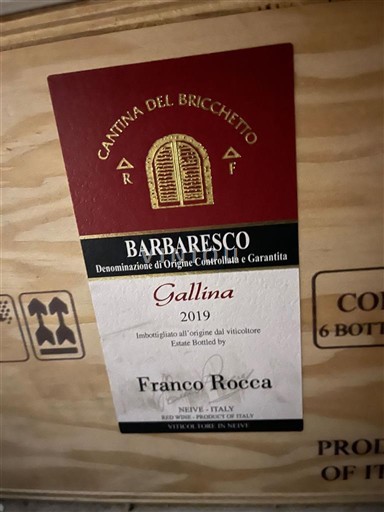 CANTINA DEL BRICCHETTO
R F
BARBARESCO
Denominazione di Origine Controllata e Garantita
Gallina
2019
Imbottigliato all'origine dal viticoltore
Estate Bottled by
Franco Rocca
NEIVE - ITALY
RED WINE - PRODUCT OF ITALY
VITICOLTORE IN NEIVE
6 BOTT
PROD
OF IT